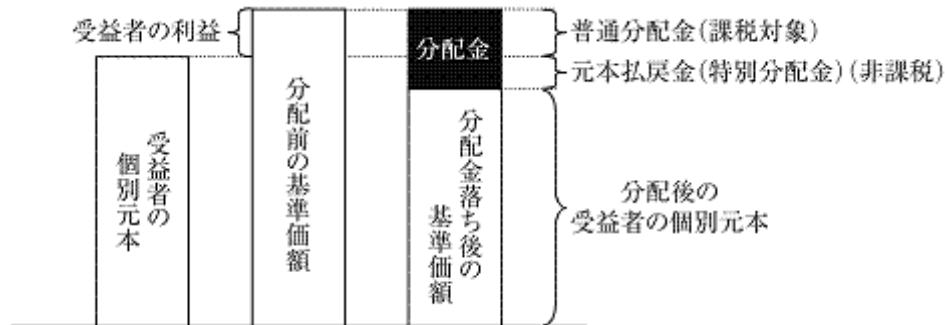 受益者の利益
分配金
普通分配金(課税対象)
元本払戻金(特別分配金)(非課税)
受益者の
個別元本
分配前の基準価額
分配金落ち後の
基準価額
分配後の
受益者の個別元本